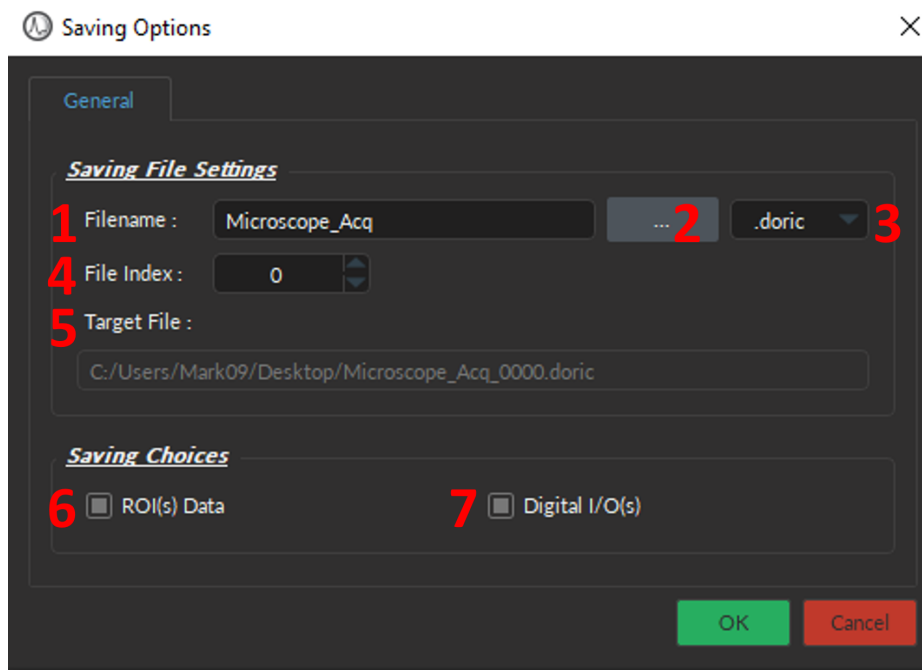 Saving Options
General
Saving File Settings
1 Filename : Microscope_Acq ... 2 .doric 3
4 File Index : 0
5 Target File :
C:/Users/Mark09/Desktop/Microscope_Acq_0000.doric
Saving Choices
6 ROI(s) Data 7 Digital I/O(s)
OK Cancel